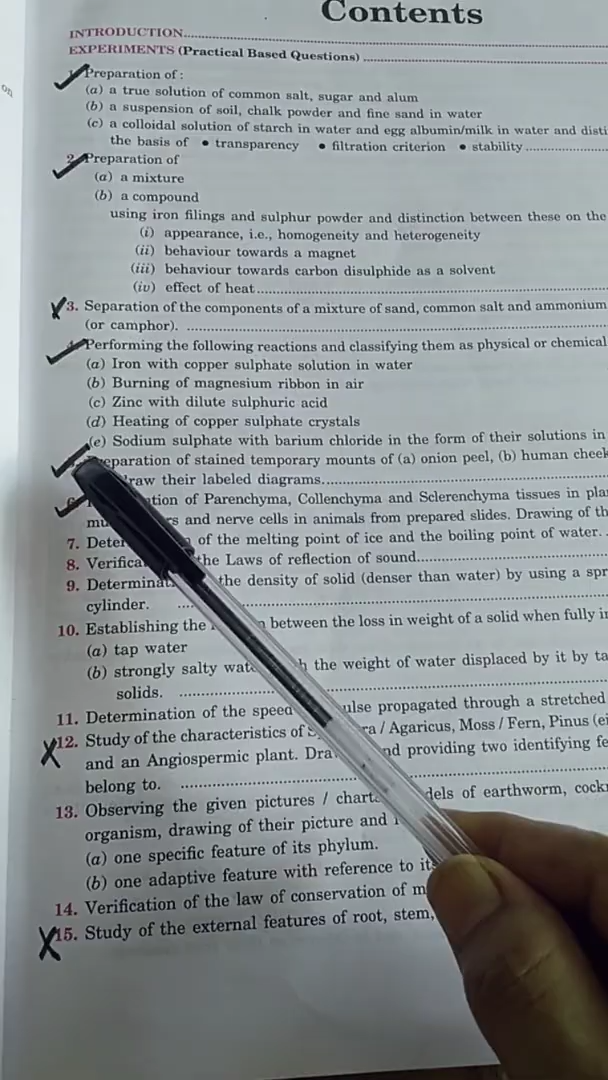 on
Contents
INTRODUCTION
EXPERIMENTS (Practical Based Questions)
Preparation of :
(a) a true solution of common salt, sugar and alum
(b) a suspension of soil, chalk powder and fine sand in water
(c) a colloidal solution of starch in water and egg albumin/milk in water and disti
the basis of • transparency • filtration criterion • stability
2. Preparation of
(a) a mixture
(b) a compound
using iron filings and sulphur powder and distinction between these on the
(i) appearance, i.e., homogeneity and heterogeneity
(ii) behaviour towards a magnet
(iii) behaviour towards carbon disulphide as a solvent
(iv) effect of heat
3. Separation of the components of a mixture of sand, common salt and ammonium
(or camphor).
Performing the following reactions and classifying them as physical or chemical
(a) Iron with copper sulphate solution in water
(b) Burning of magnesium ribbon in air
(c) Zinc with dilute sulphuric acid
(d) Heating of copper sulphate crystals
(e) Sodium sulphate with barium chloride in the form of their solutions in
reparation of stained temporary mounts of (a) onion peel, (b) human cheek
raw their labeled diagrams
tion of Parenchyma, Collenchyma and Sclerenchyma tissues in pla
mu s and nerve cells in animals from prepared slides. Drawing of th
7. Deter of the melting point of ice and the boiling point of water.
8. Verifica the Laws of reflection of sound
9. Determinat the density of solid (denser than water) by using a spr
cylinder.
10. Establishing the between the loss in weight of a solid when fully i
(a) tap water
(b) strongly salty wat h the weight of water displaced by it by ta
solids.
11. Determination of the speed ulse propagated through a stretched
12. Study of the characteristics of S ra / Agaricus, Moss / Fern, Pinus (ei
and an Angiospermic plant. Dra nd providing two identifying fe
belong to.
13. Observing the given pictures / chart dels of earthworm, cock
organism, drawing of their picture and
(a) one specific feature of its phylum.
(b) one adaptive feature with reference to it
14. Verification of the law of conservation of m
15. Study of the external features of root, stem,